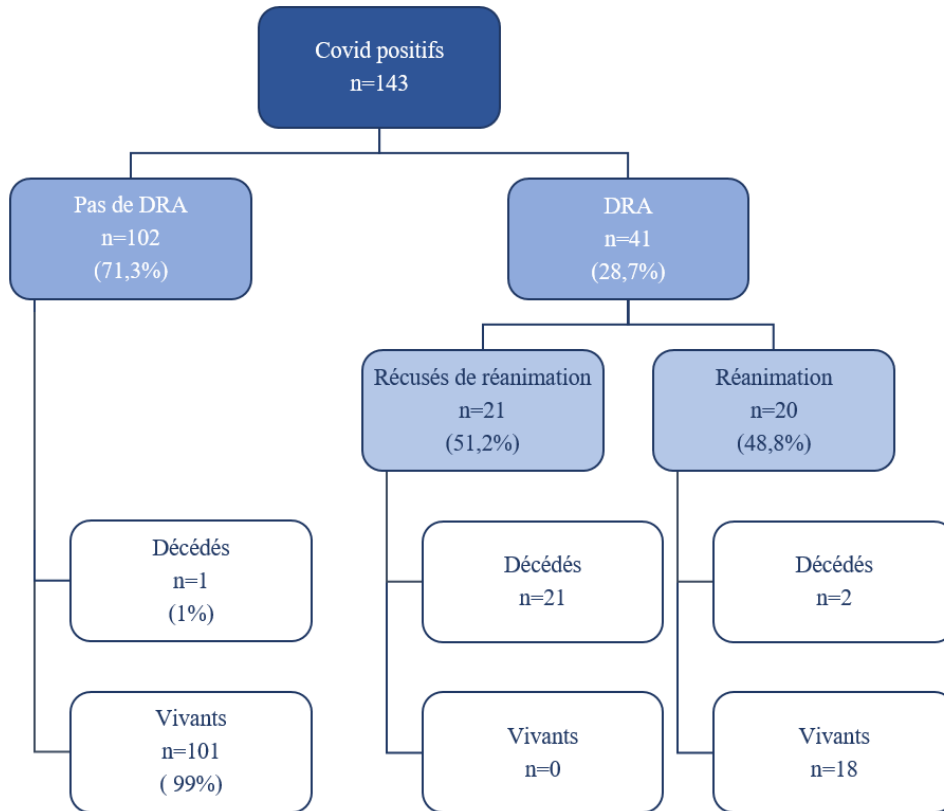 Covid positifs
n=143
Pas de DRA
n=102
(71,3%)
DRA
n=41
(28,7%)
Récusés de réanimation
n=21
(51,2%)
Réanimation
n=20
(48,8%)
Décédés
n=1
(1%)
Décédés
n=21
Décédés
n=2
Vivants
n=101
( 99%)
Vivants
n=0
Vivants
n=18